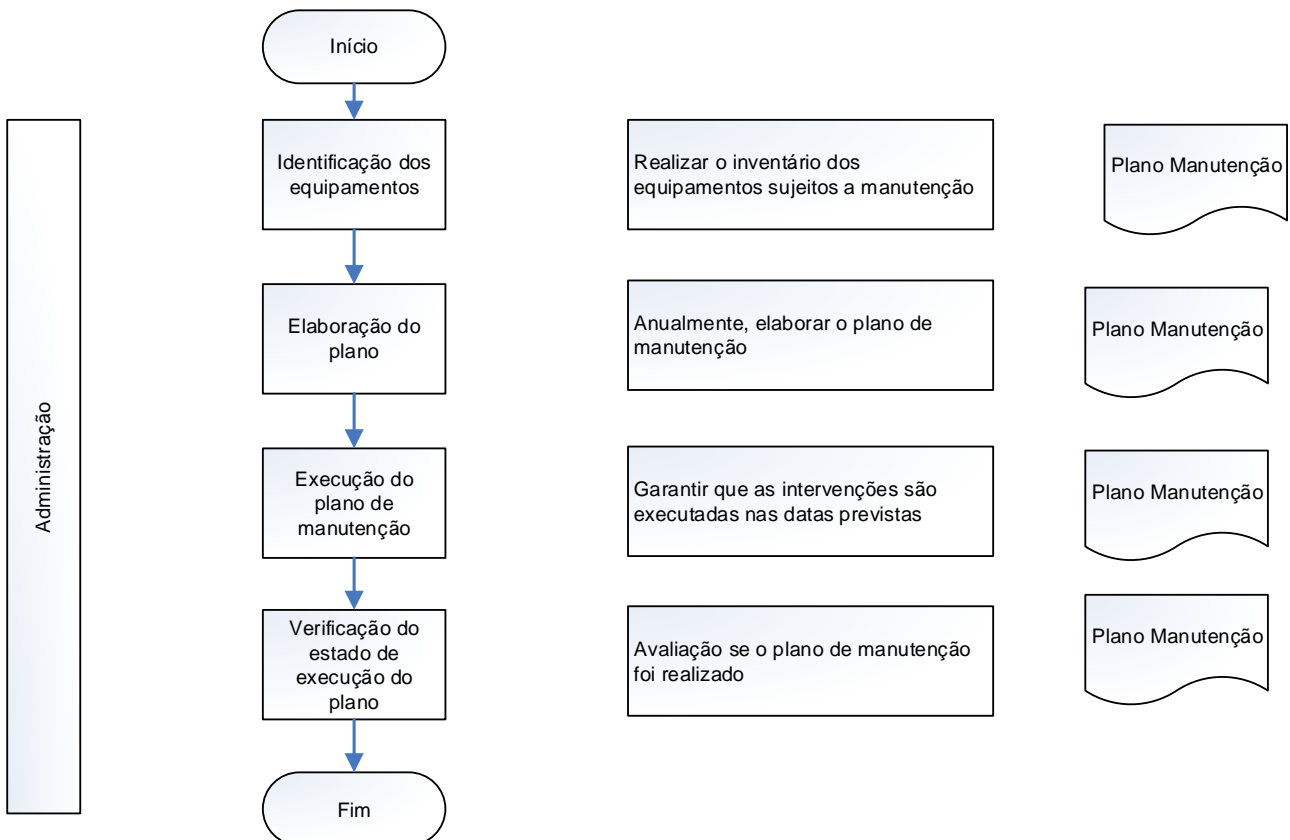 Início
Administração
Identificação dos
equipamentos
Realizar o inventário dos
equipamentos sujeitos a manutenção
Plano Manutenção
Elaboração do
plano
Anualmente, elaborar o plano de
manutenção
Plano Manutenção
Execução do
plano de
manutenção
Garantir que as intervenções são
executadas nas datas previstas
Plano Manutenção
Verificação do
estado de
execução do
plano
Avaliação se o plano de manutenção
foi realizado
Plano Manutenção
Fim